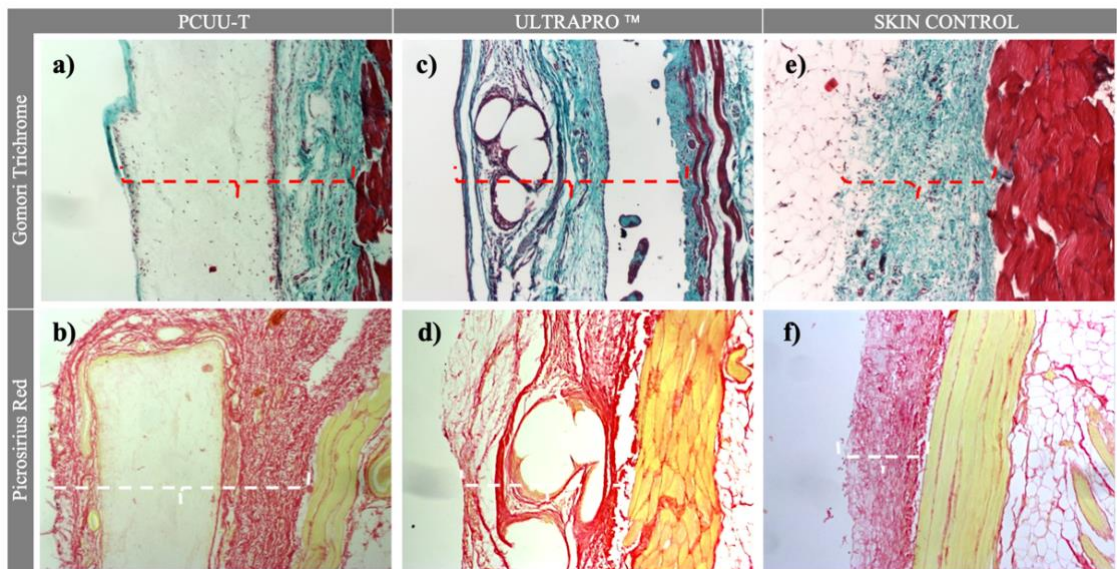 PCUU-T
ULTRAPRO ™
SKIN CONTROL
Gomori Trichrome
a)
c)
e)
Picrosirius Red
b)
d)
f)